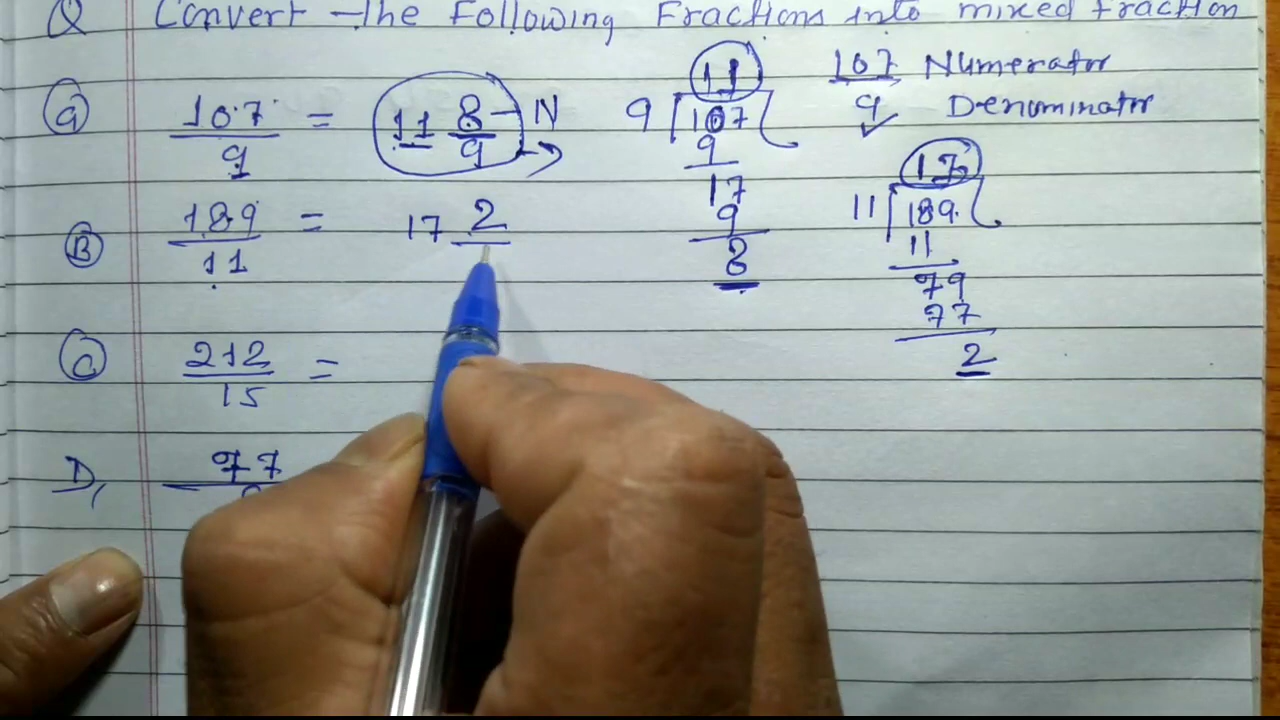 Q Convert the Following Fractions into mixed fraction
(a) 107/9 = 11 8/9 N
107 Numerator
9 Denominator
11
9 107
9
17
9
8
(B) 189/11 = 17 2
17
11 189
11
79
77
2
(C) 212/15 =
D, 77